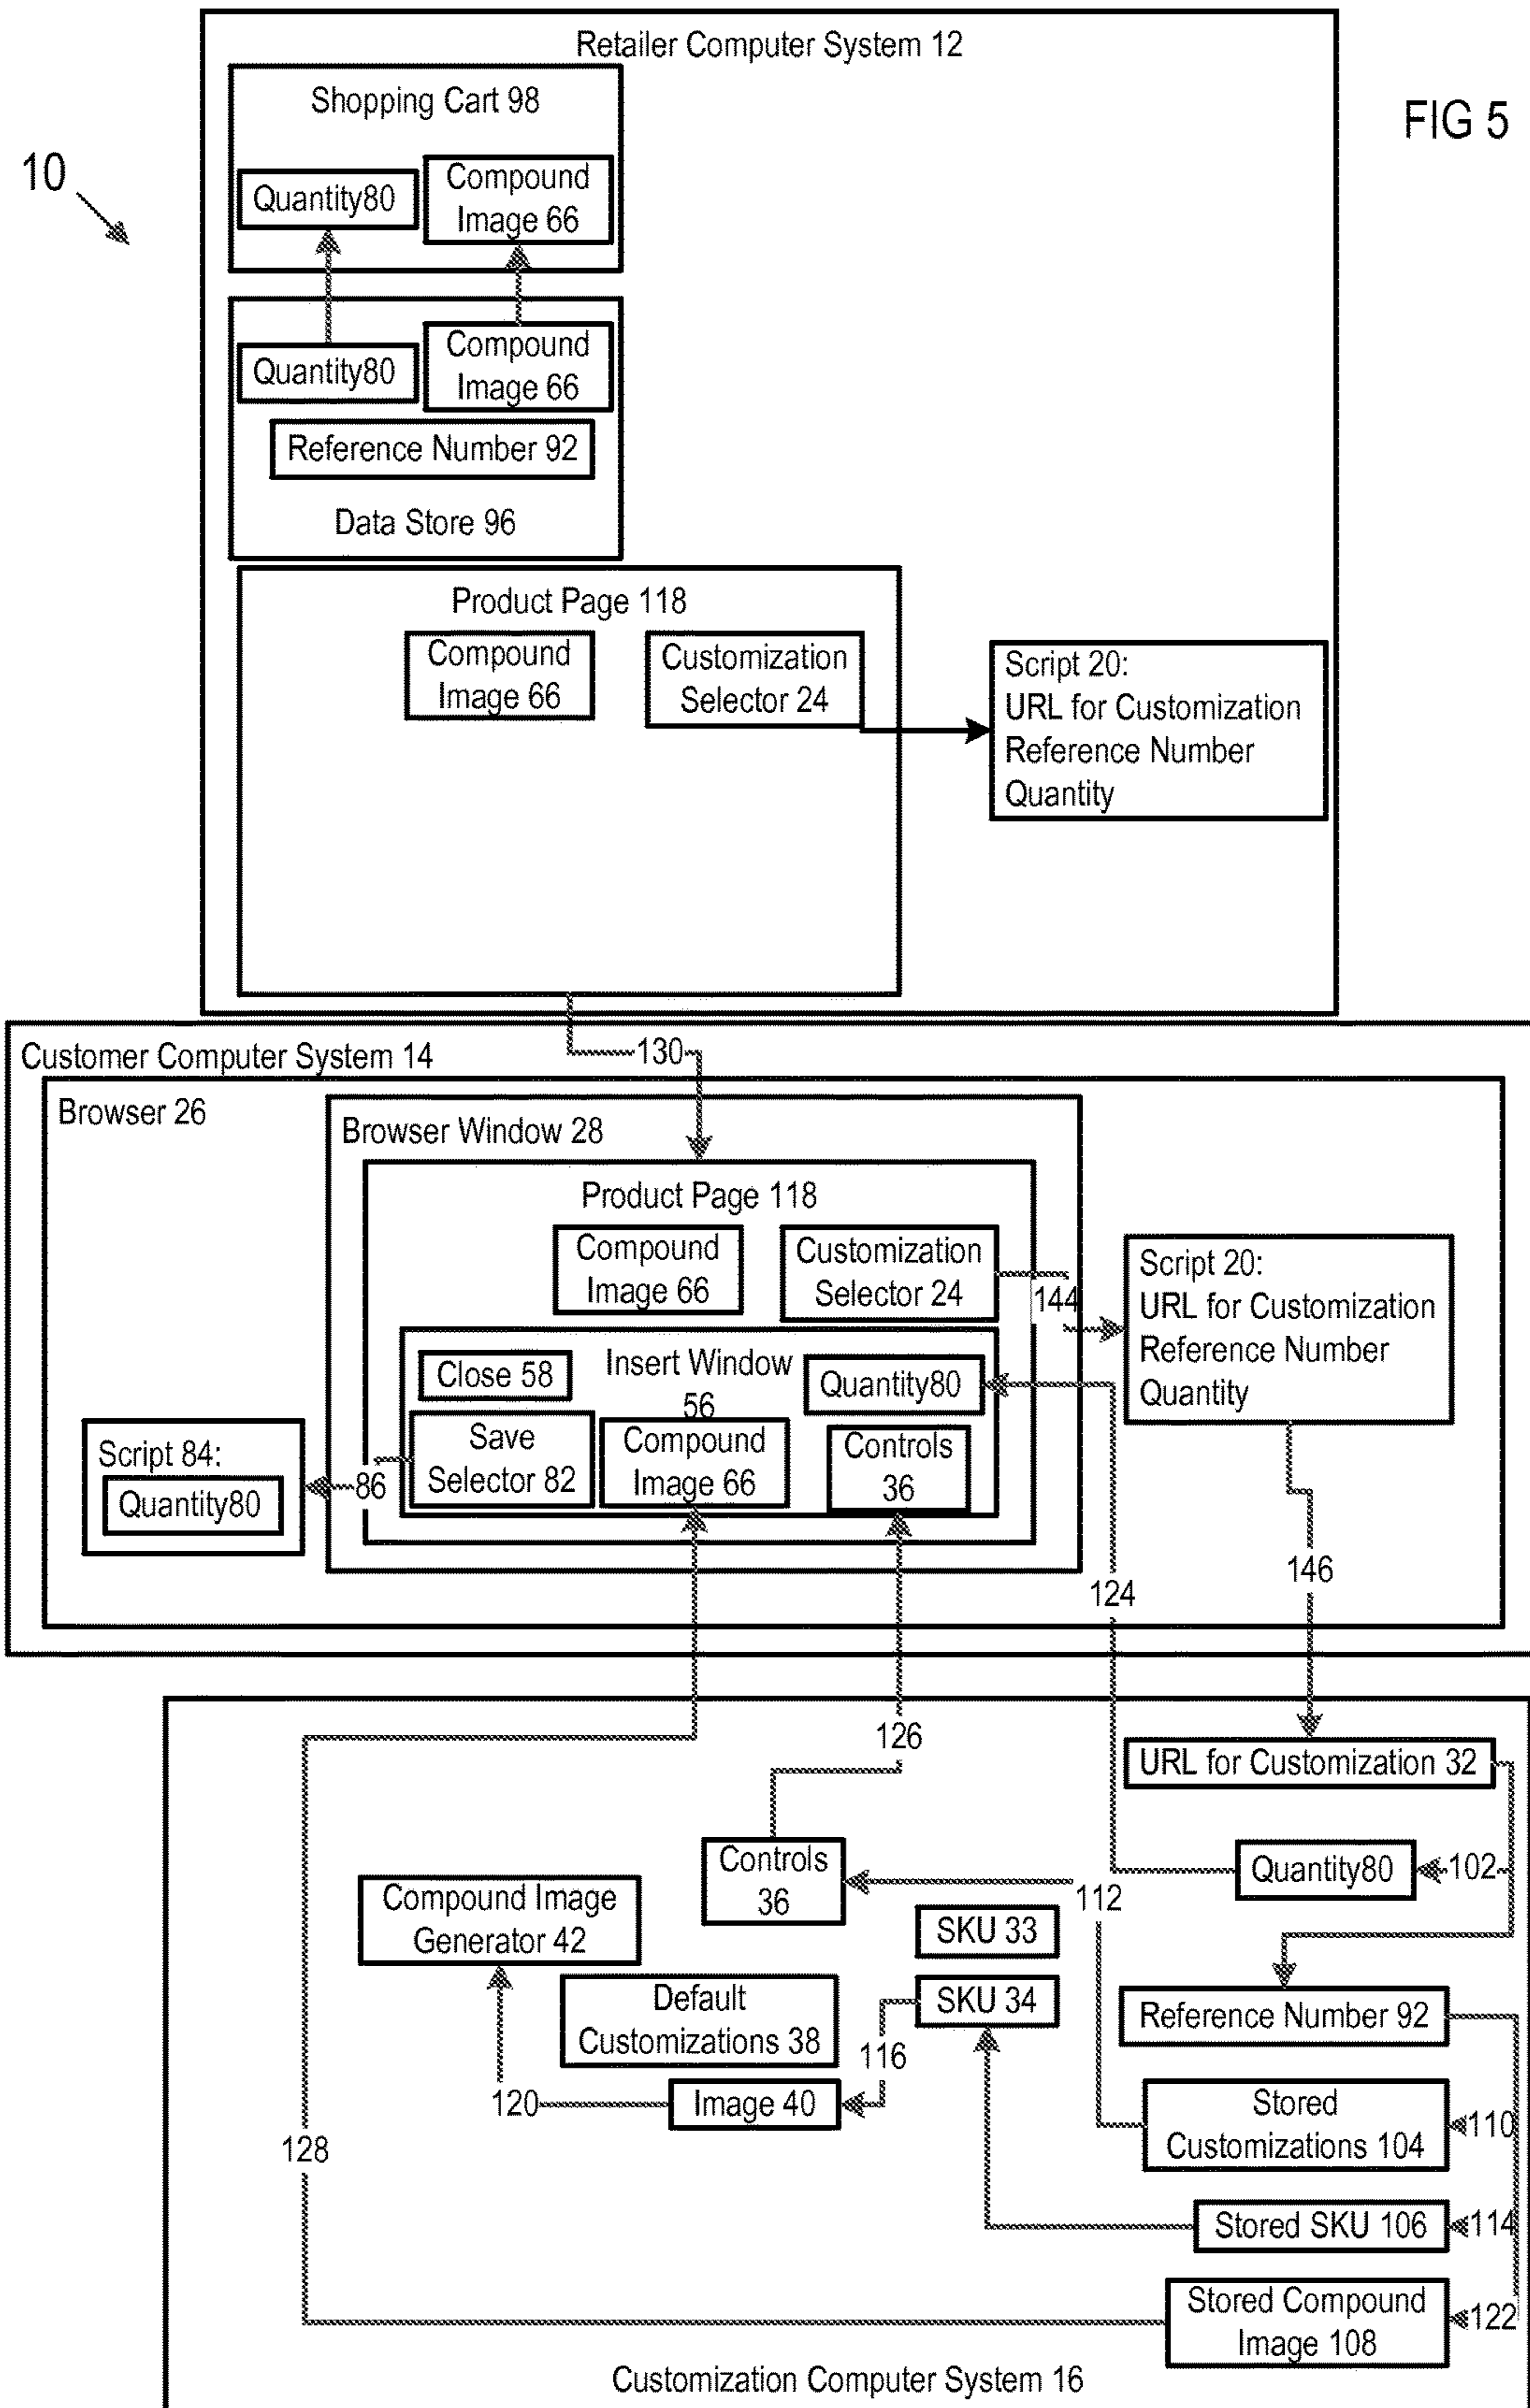 Retailer Computer System 12
FIG 5
10
Shopping Cart 98
Quantity80
Compound
Image 66
Quantity80
Compound
Image 66
Reference Number 92
Data Store 96
Product Page 118
Compound
Image 66
Customization
Selector 24
Script 20:
URL for Customization
Reference Number
Quantity
130
Customer Computer System 14
Browser 26
Browser Window 28
Product Page 118
Compound
Image 66
Customization
Selector 24
144
Script 20:
URL for Customization
Reference Number
Quantity
Close 58
Insert Window
56
Quantity80
Save
Selector 82
Compound
Image 66
Controls
36
86
Script 84:
Quantity80
124
146
126
128
URL for Customization 32
Quantity80
102
Controls
36
112
Compound Image
Generator 42
SKU 33
SKU 34
Default
Customizations 38
116
Reference Number 92
120
Image 40
Stored
Customizations 104
110
Stored SKU 106
114
Stored Compound
Image 108
122
Customization Computer System 16